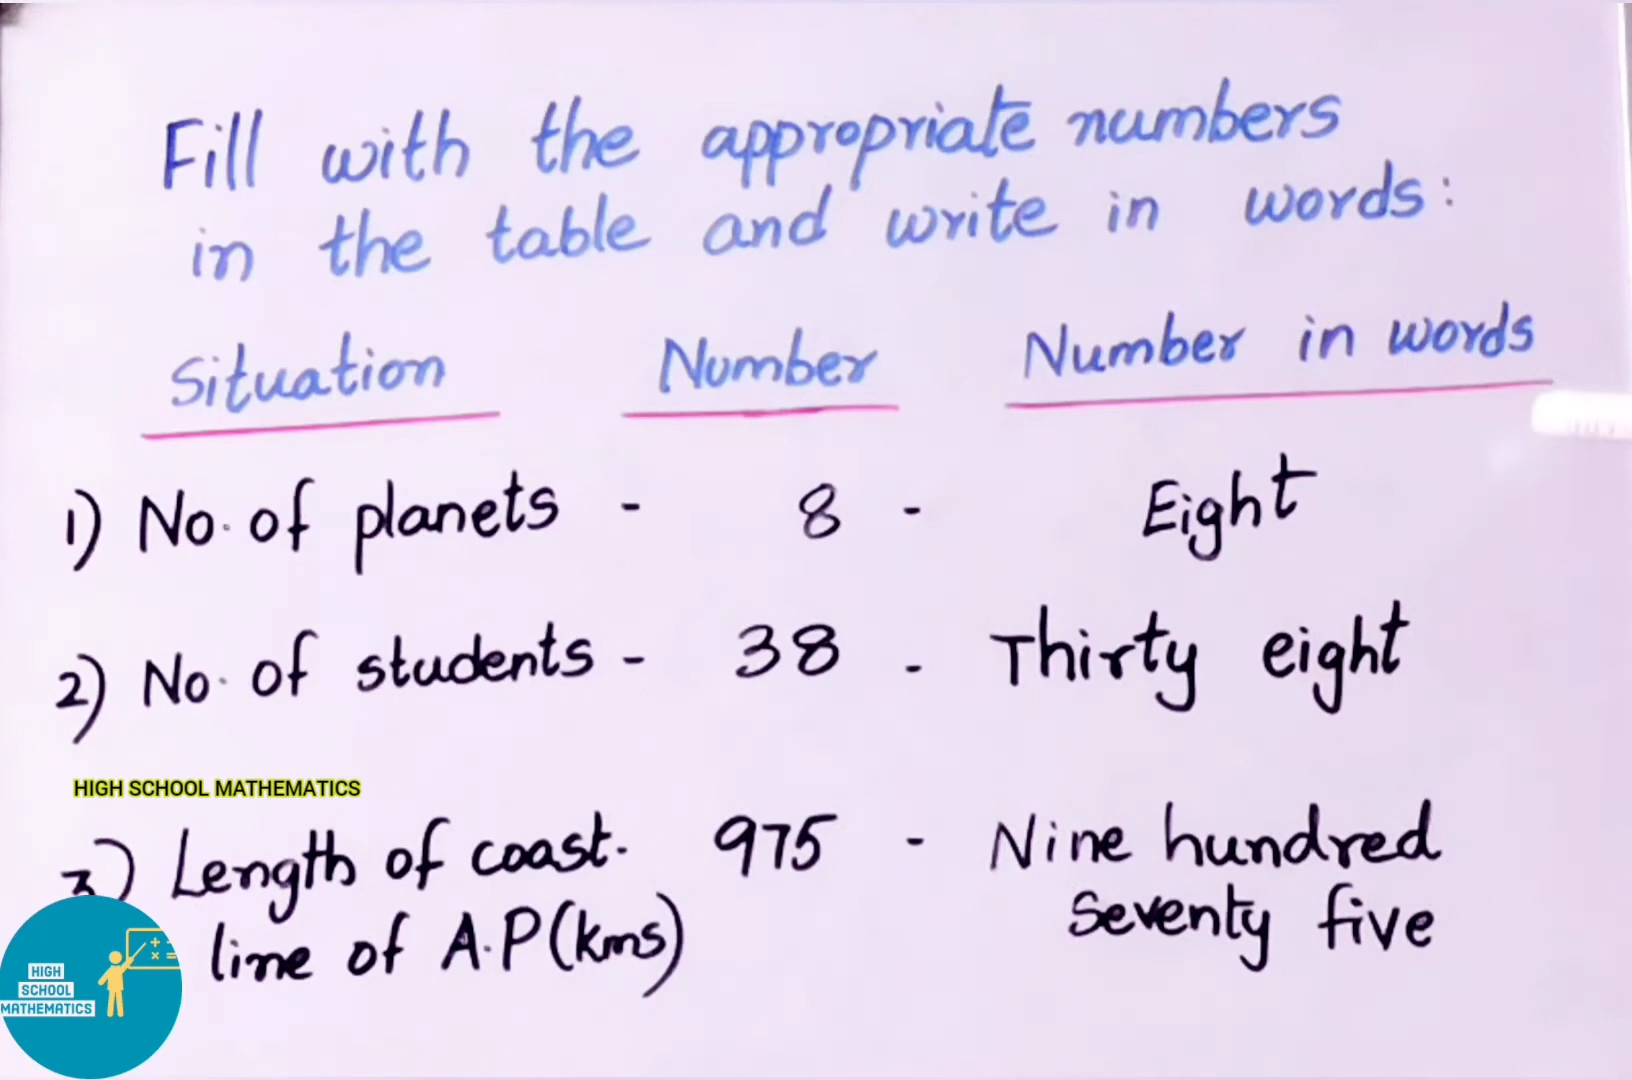 Fill with the appropriate numbers
in the table and write in words:
Situation Number Number in words
1) No. of planets - 8 - Eight
2) No. of students - 38 - Thirty eight
HIGH SCHOOL MATHEMATICS
3) Length of coast- 975 - Nine hundred
line of A.P(kms) seventy five
HIGH
SCHOOL
MATHEMATICS